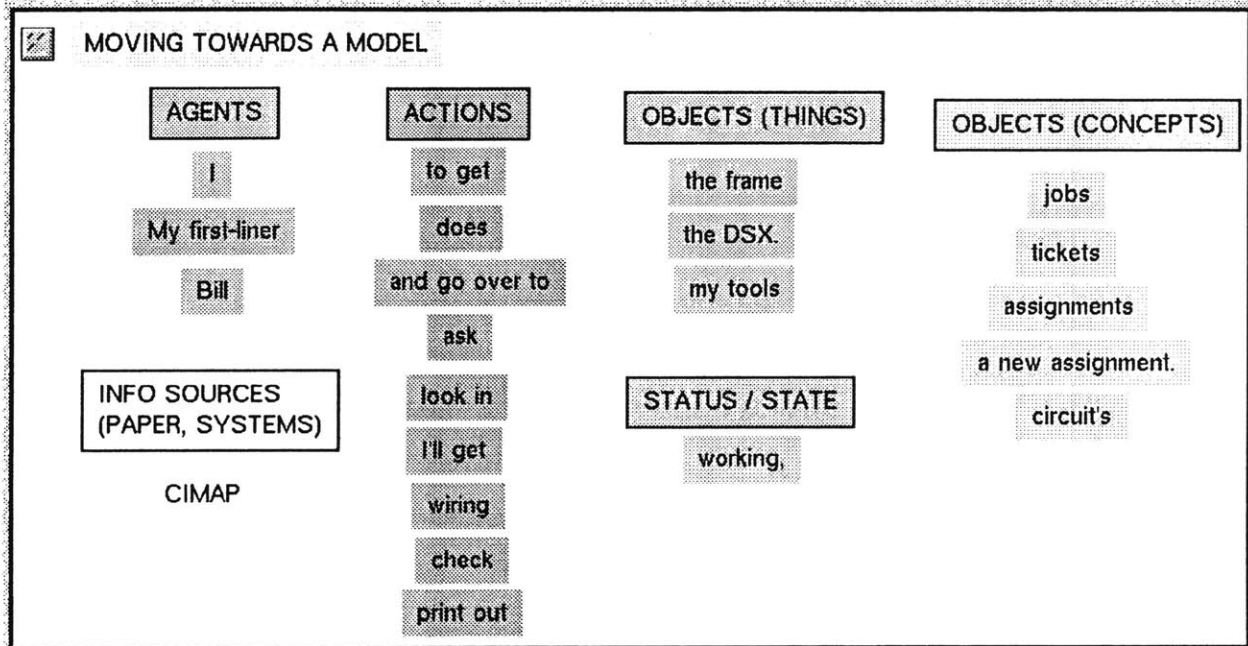 MOVING TOWARDS A MODEL
AGENTS
I
My first-liner
Bill
INFO SOURCES
(PAPER, SYSTEMS)
CIMAP
ACTIONS
to get
does
and go over to
ask
look in
I'll get
wiring
check
print out
OBJECTS (THINGS)
the frame
the DSX.
my tools
STATUS / STATE
working,
OBJECTS (CONCEPTS)
jobs
tickets
assignments
a new assignment.
circuit's